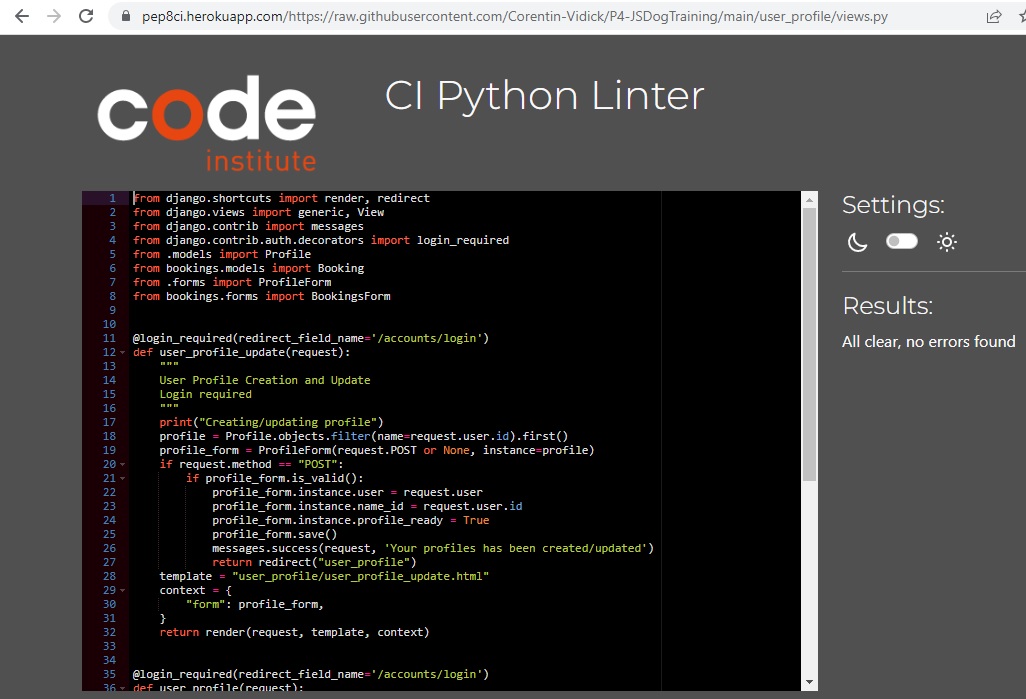 pep8ci.herokuapp.com/https://raw.githubusercontent.com/Corentin-Vidick/P4-JSDogTraining/main/user_profile/views.py
code
institute
CI Python Linter
1 from django.shortcuts import render, redirect
2 from django.views import generic, View
3 from django.contrib import messages
4 from django.contrib.auth.decorators import login_required
5 from .models import Profile
6 from bookings.models import Booking
7 from .forms import ProfileForm
8 from bookings.forms import BookingsForm
9
10
11 @login_required(redirect_field_name='/accounts/login')
12 def user_profile_update(request):
13     """
14     User Profile Creation and Update
15     Login required
16     """
17     print("Creating/updating profile")
18     profile = Profile.objects.filter(name=request.user.id).first()
19     profile_form = ProfileForm(request.POST or None, instance=profile)
20     if request.method == "POST":
21         if profile_form.is_valid():
22             profile_form.instance.user = request.user
23             profile_form.instance.name_id = request.user.id
24             profile_form.instance.profile_ready = True
25             profile_form.save()
26             messages.success(request, 'Your profiles has been created/updated')
27             return redirect("user_profile")
28     template = "user_profile/user_profile_update.html"
29     context = {
30         "form": profile_form,
31     }
32     return render(request, template, context)
33
34
35 @login_required(redirect_field_name='/accounts/login')
36 def user_profile(request):
Settings:
Results:
All clear, no errors found